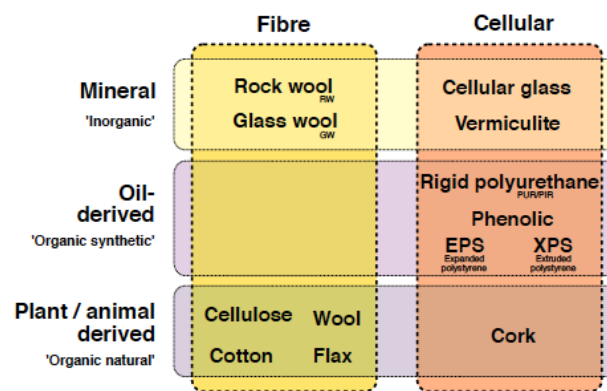 Fibre Cellular
Mineral
'Inorganic'
Rock wool
RW
Glass wool
GW
Cellular glass
Vermiculite
Oil-
derived
'Organic synthetic'
Rigid polyurethane
PUR/PIR
Phenolic
EPS XPS
Expanded Extruded
polystyrene polystyrene
Plant / animal
derived
'Organic natural'
Cellulose Wool
Cotton Flax
Cork